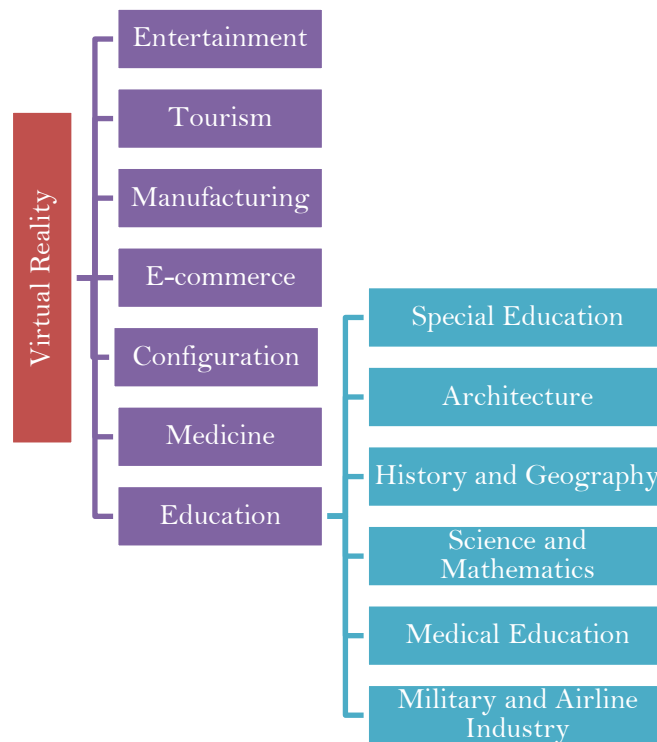 Virtual Reality
Entertainment
Tourism
Manufacturing
E-commerce
Configuration
Medicine
Education
Special Education
Architecture
History and Geography
Science and
Mathematics
Medical Education
Military and Airline
Industry